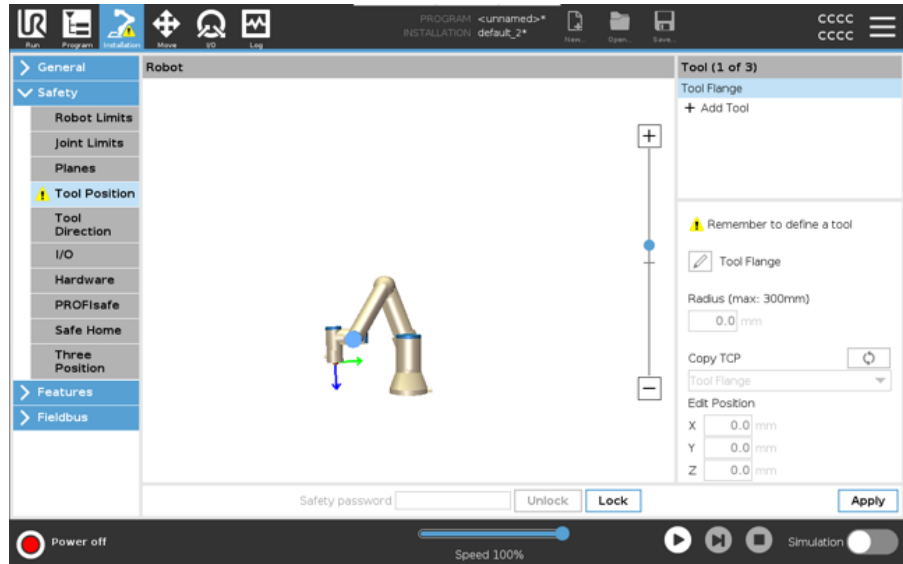 Run
Program
Installation
Move
I/O
Log
PROGRAM <unnamed>*
INSTALLATION default_2*
New...
Open...
Save...
cccc
cccc
General
Safety
Robot Limits
Joint Limits
Planes
Tool Position
Tool
Direction
I/O
Hardware
PROFIsafe
Safe Home
Three
Position
Features
Fieldbus
Robot
Tool (1 of 3)
Tool Flange
+ Add Tool
Remember to define a tool
Tool Flange
Radius (max: 300mm)
0.0 mm
Copy TCP
Tool Flange
Edit Position
X 0.0 mm
Y 0.0 mm
Z 0.0 mm
Safety password
Unlock
Lock
Apply
Power off
Speed 100%
Simulation